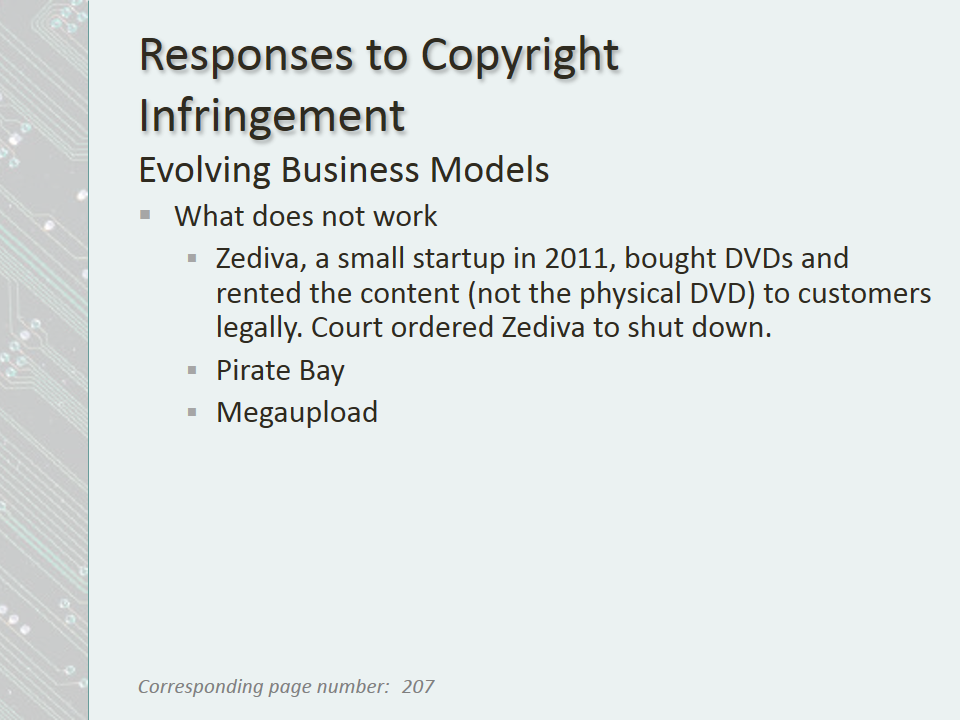 Responses to Copyright
Infringement
Evolving Business Models
▪ What does not work
▪ Zediva, a small startup in 2011, bought DVDs and
rented the content (not the physical DVD) to customers
legally. Court ordered Zediva to shut down.
▪ Pirate Bay
▪ Megaupload
Corresponding page number: 207